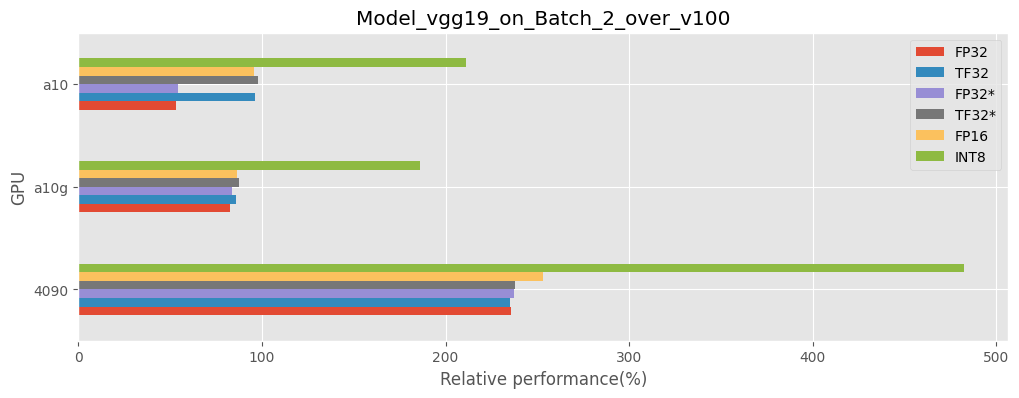 Model_vgg19_on_Batch_2_over_v100
FP32
TF32
FP32*
TF32*
FP16
INT8
a10
a10g
4090
GPU
0 100 200 300 400 500
Relative performance(%)